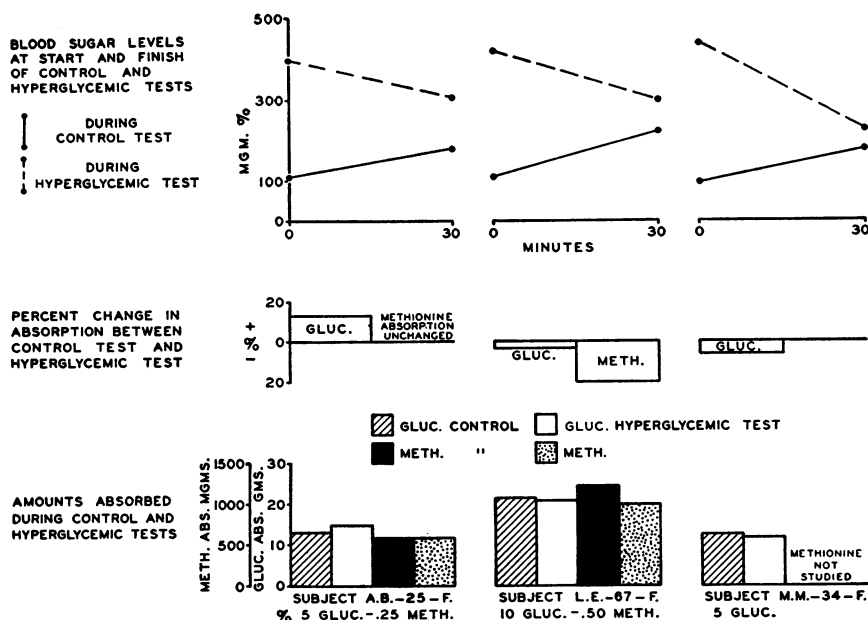 BLOOD SUGAR LEVELS
AT START AND FINISH
OF CONTROL AND
HYPERGLYCEMIC TESTS
DURING
CONTROL TEST
DURING
HYPERGLYCEMIC TEST
MGM. %
500
300
100
0
0
30
0
30
0
30
MINUTES
PERCENT CHANGE IN
ABSORPTION BETWEEN
CONTROL TEST AND
HYPERGLYCEMIC TEST
- % +
20
0
20
GLUC.
METHIONINE
ABSORPTION
UNCHANGED
GLUC.
METH.
GLUC.
GLUC. CONTROL
GLUC. HYPERGLYCEMIC TEST
METH. "
METH.
AMOUNTS ABSORBED
DURING CONTROL AND
HYPERGLYCEMIC TESTS
METH. ABS. MGMS.
1500
1000
500
0
GLUC. ABS. GMS.
30
20
10
0
METHIONINE
NOT
STUDIED
SUBJECT A.B.-25-F.
% 5 GLUC.-.25 METH.
SUBJECT L.E.-67-F.
10 GLUC.-.50 METH.
SUBJECT M.M.-34-F.
5 GLUC.